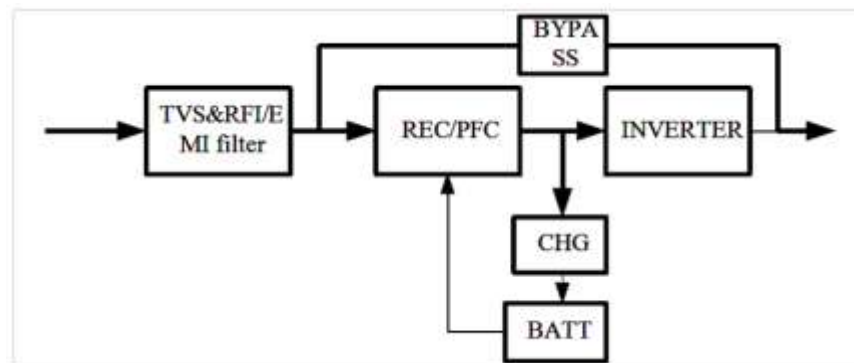 BYPA
SS
TVS&RFI/E
MI filter
REC/PFC
INVERTER
CHG
BATT